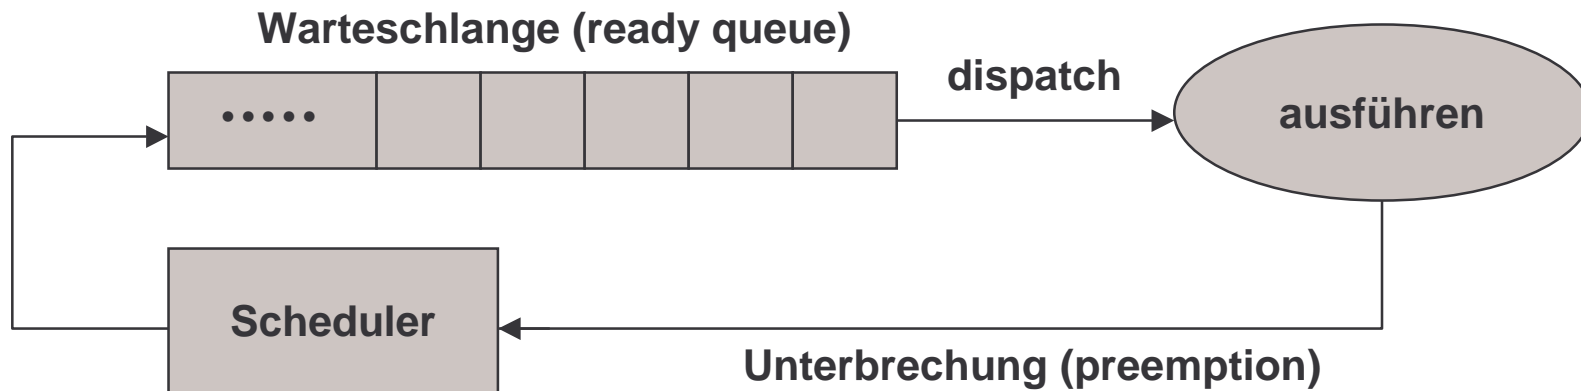 Warteschlange (ready queue)
dispatch
•••••
ausführen
Scheduler
Unterbrechung (preemption)